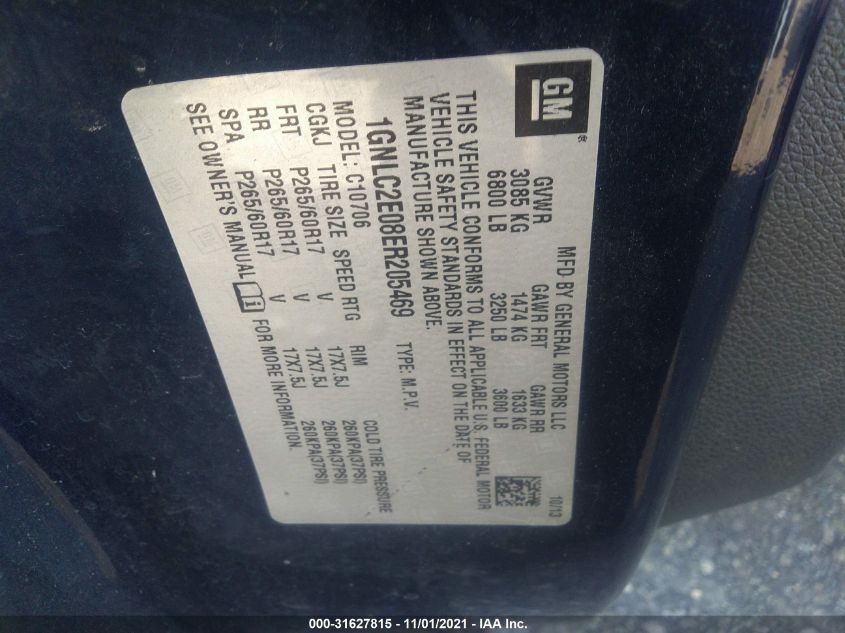 GM ®
MFD BY GENERAL MOTORS LLC 10/13
GVWR GAWR FRT GAWR RR
3085 KG 1474 KG 1633 KG
6800 LB 3250 LB 3600 LB
THIS VEHICLE CONFORMS TO ALL APPLICABLE U.S. FEDERAL MOTOR
VEHICLE SAFETY STANDARDS IN EFFECT ON THE DATE OF
MANUFACTURE SHOWN ABOVE.
1GNLC2E08ER205469 TYPE: M.P.V.
MODEL: C10706
CGKJ TIRE SIZE SPEED RTG RIM COLD TIRE PRESSURE
FRT P265/60R17 V 17X7.5J 260KPA(37PSI)
RR P265/60R17 V 17X7.5J 260KPA(37PSI)
SPA P265/60R17 V 17X7.5J 260KPA(37PSI)
SEE OWNER'S MANUAL i FOR MORE INFORMATION.
000-31627815 - 11/01/2021 - IAA Inc.